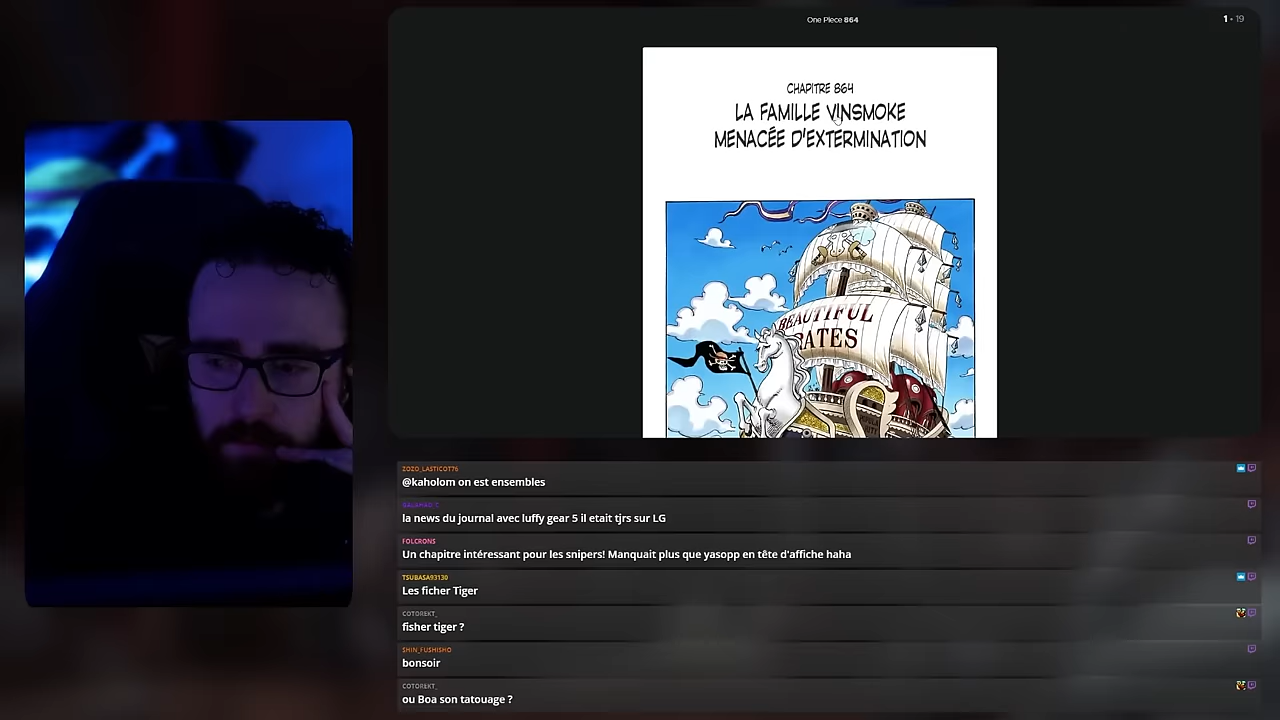 One Piece 864
1 - 19
CHAPITRE 864
LA FAMILLE VINSMOKE
MENACÉE D'EXTERMINATION
BEAUTIFUL
RATES
ZOZO_LASTICOT76
@kaholom on est ensembles
la news du journal avec luffy gear 5 il etait tjrs sur LG
FOLCRONS
Un chapitre intéressant pour les snipers! Manquait plus que yasopp en tête d'affiche haha
TSUBASA93130
Les ficher Tiger
COTOREKT_
fisher tiger ?
SHIN_FUSHISHO
bonsoir
COTOREKT_
ou Boa son tatouage ?